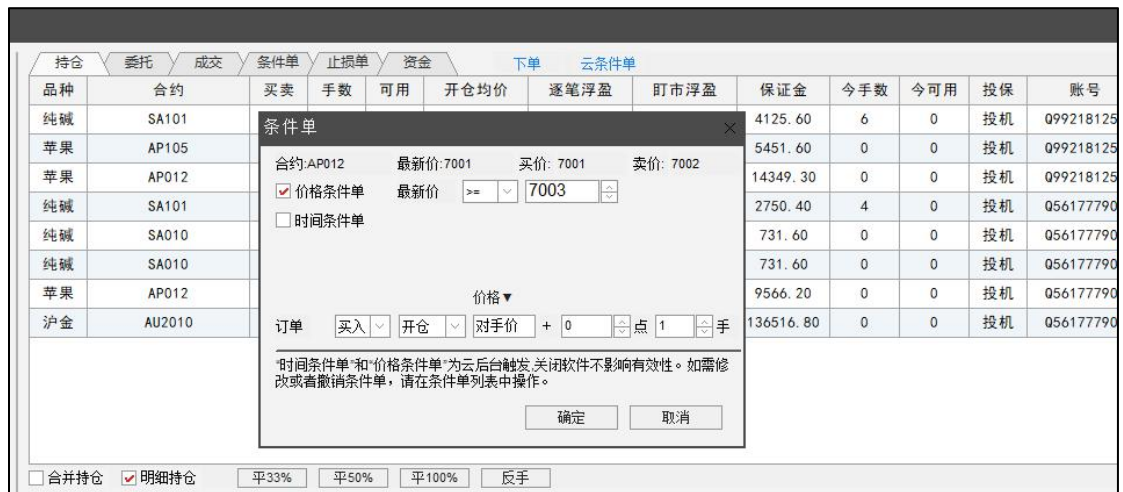 持仓 委托 成交 条件单 止损单 资金 下单 云条件单
品种 合约 买卖 手数 可用 开仓均价 逐笔浮盈 盯市浮盈 保证金 今手数 今可用 投保 账号
纯碱 SA101 4125.60 6 0 投机 Q99218125
苹果 AP105 5451.60 0 0 投机 Q99218125
苹果 AP012 14349.30 0 0 投机 Q99218125
纯碱 SA101 2750.40 4 0 投机 Q56177790
纯碱 SA010 731.60 0 0 投机 Q56177790
纯碱 SA010 731.60 0 0 投机 Q56177790
苹果 AP012 9566.20 0 0 投机 Q56177790
沪金 AU2010 136516.80 0 0 投机 Q56177790
条件单
合约:AP012 最新价:7001 买价: 7001 卖价: 7002
价格条件单 最新价 >= 7003
时间条件单
价格▼
订单 买入 开仓 对手价 + 0 点 1 手
“时间条件单”和“价格条件单”为云后台触发,关闭软件不影响有效性。如需修
改或者撤销条件单，请在条件单列表中操作。
确定 取消
合并持仓 明细持仓 平33% 平50% 平100% 反手